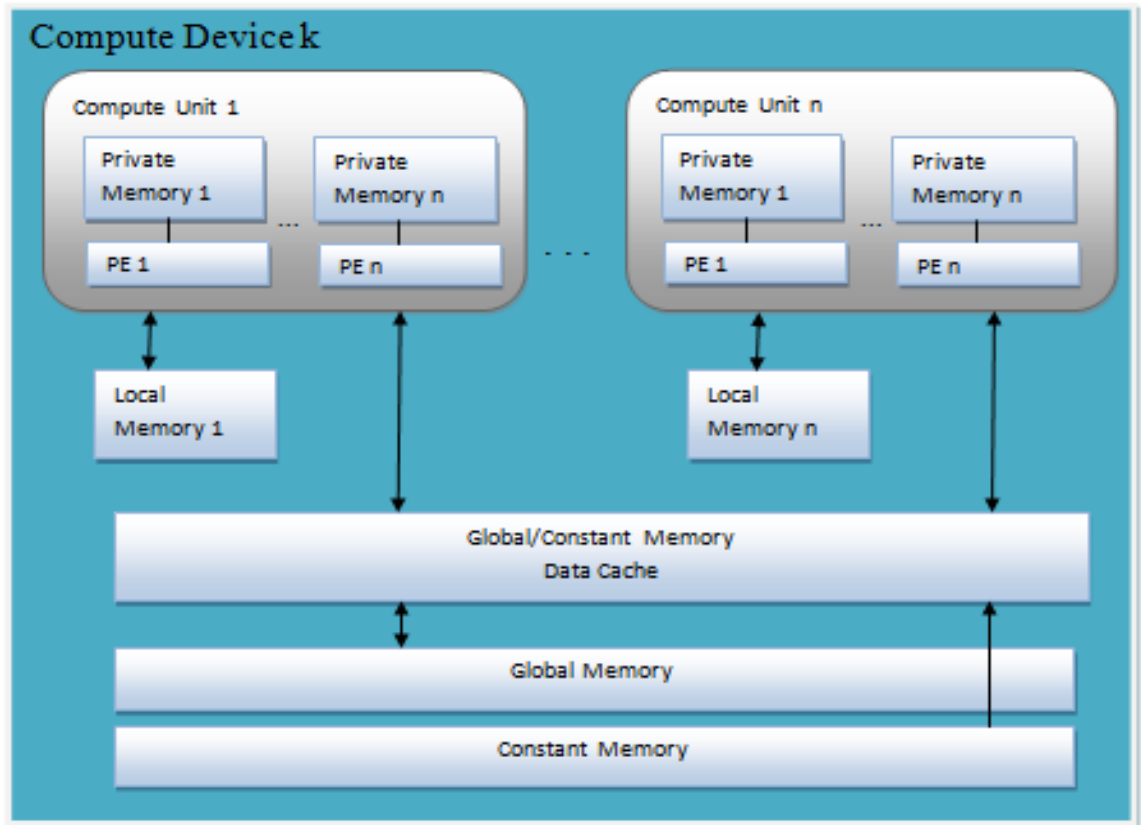 Compute Device k
Compute Unit 1
Private
Memory 1
...
Private
Memory n
PE 1
PE n
. . .
Compute Unit n
Private
Memory 1
...
Private
Memory n
PE 1
PE n
Local
Memory 1
Local
Memory n
Global/Constant Memory
Data Cache
Global Memory
Constant Memory